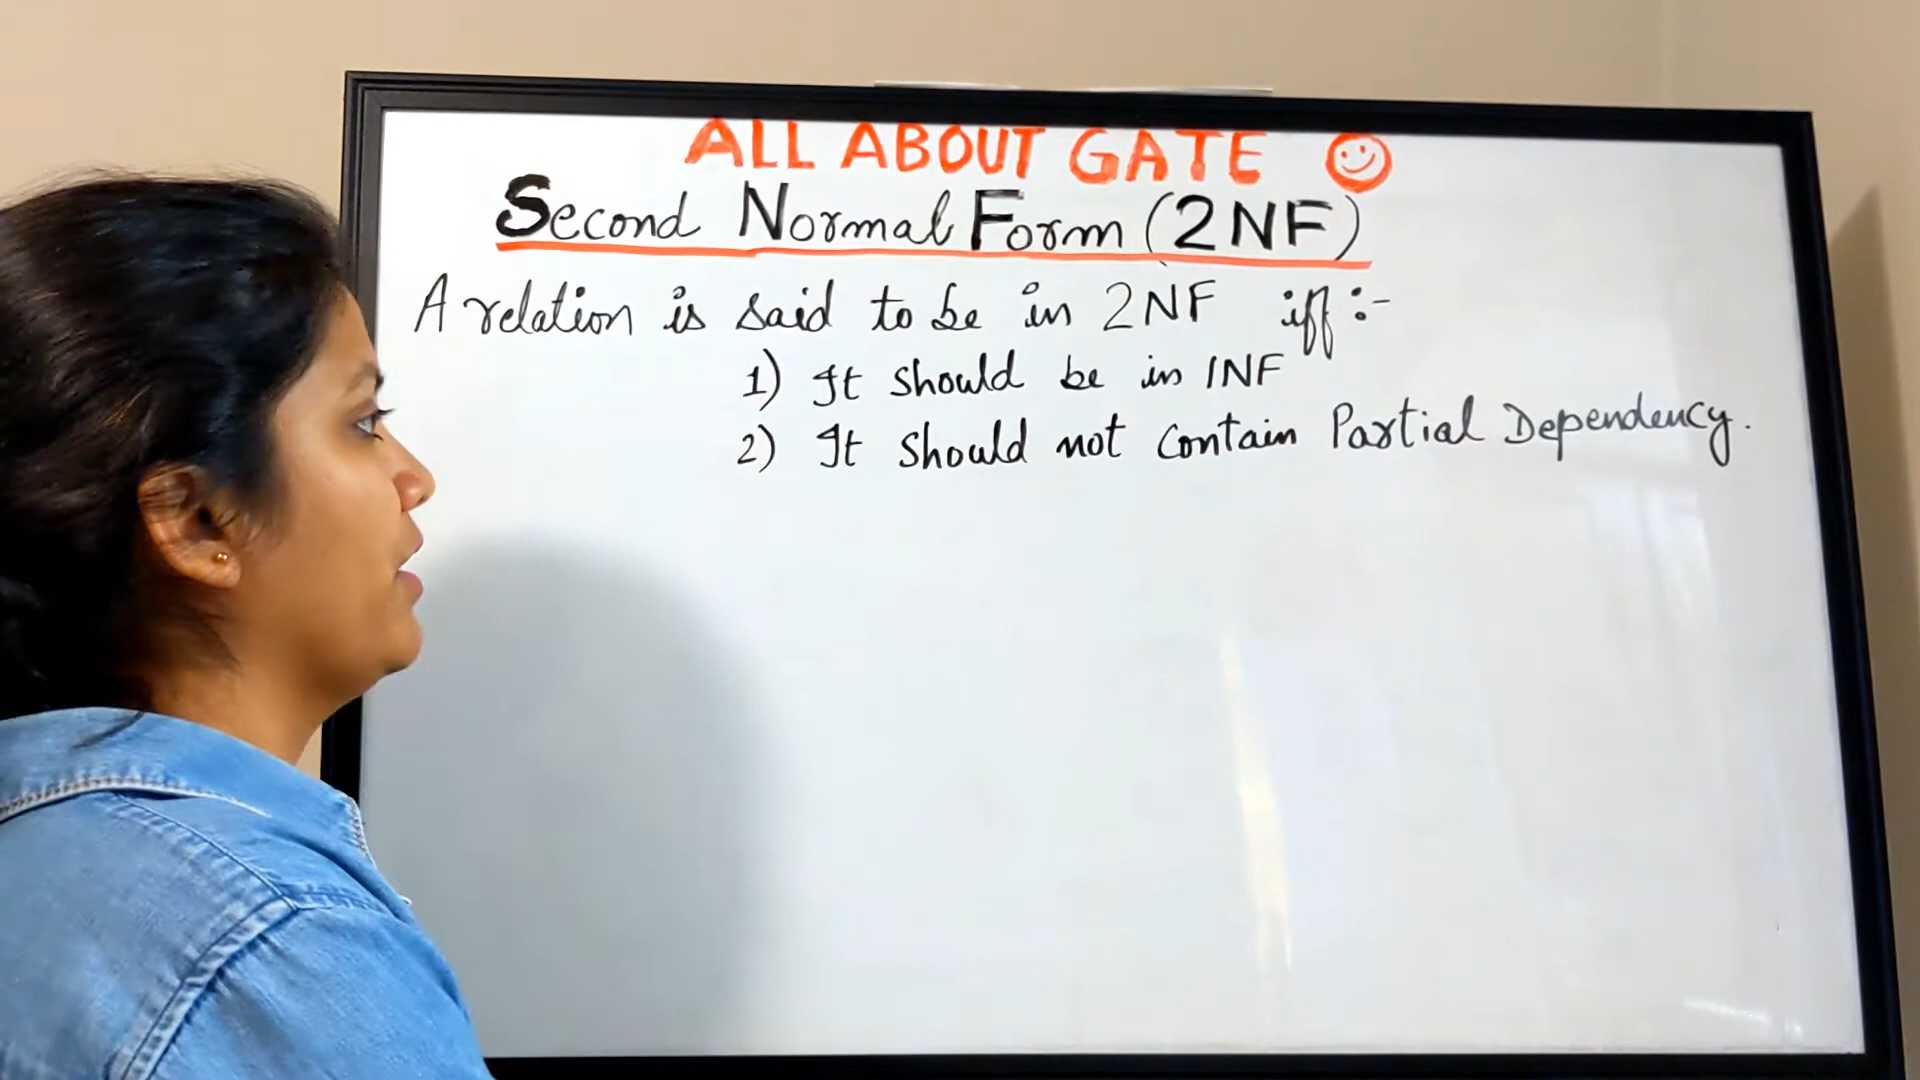 ALL ABOUT GATE
Second Normal Form (2NF)
A relation is said to be in 2NF iff :-
1) It should be in 1NF
2) It should not contain Partial Dependency.